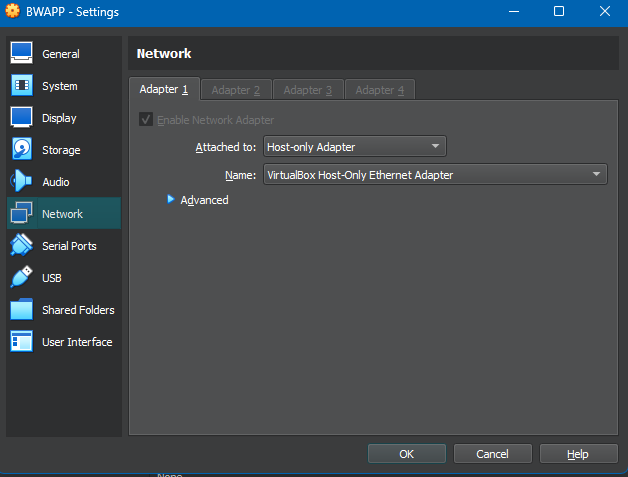 BWAPP - Settings
General
System
Display
Storage
Audio
Network
Serial Ports
USB
Shared Folders
User Interface
Network
Adapter 1 Adapter 2 Adapter 3 Adapter 4
Enable Network Adapter
Attached to: Host-only Adapter
Name: VirtualBox Host-Only Ethernet Adapter
Advanced
OK Cancel Help
None